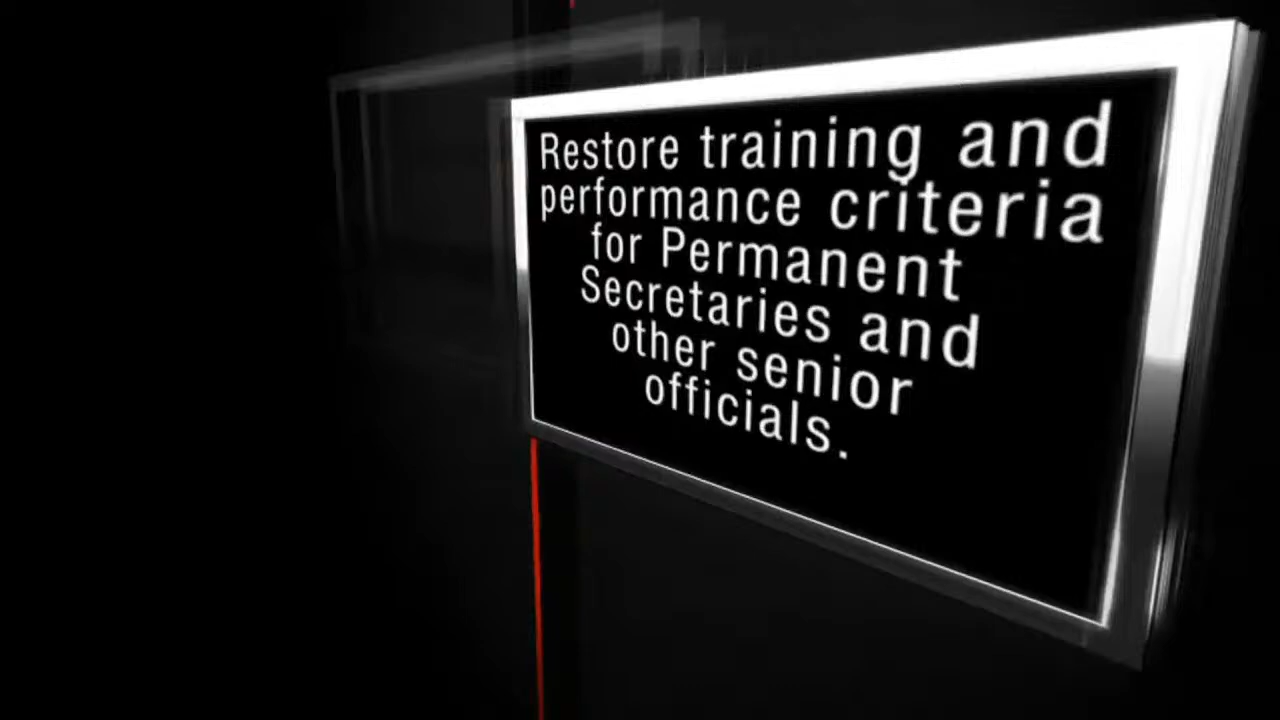 Restore training and
performance criteria
for Permanent
Secretaries and
other senior
officials.